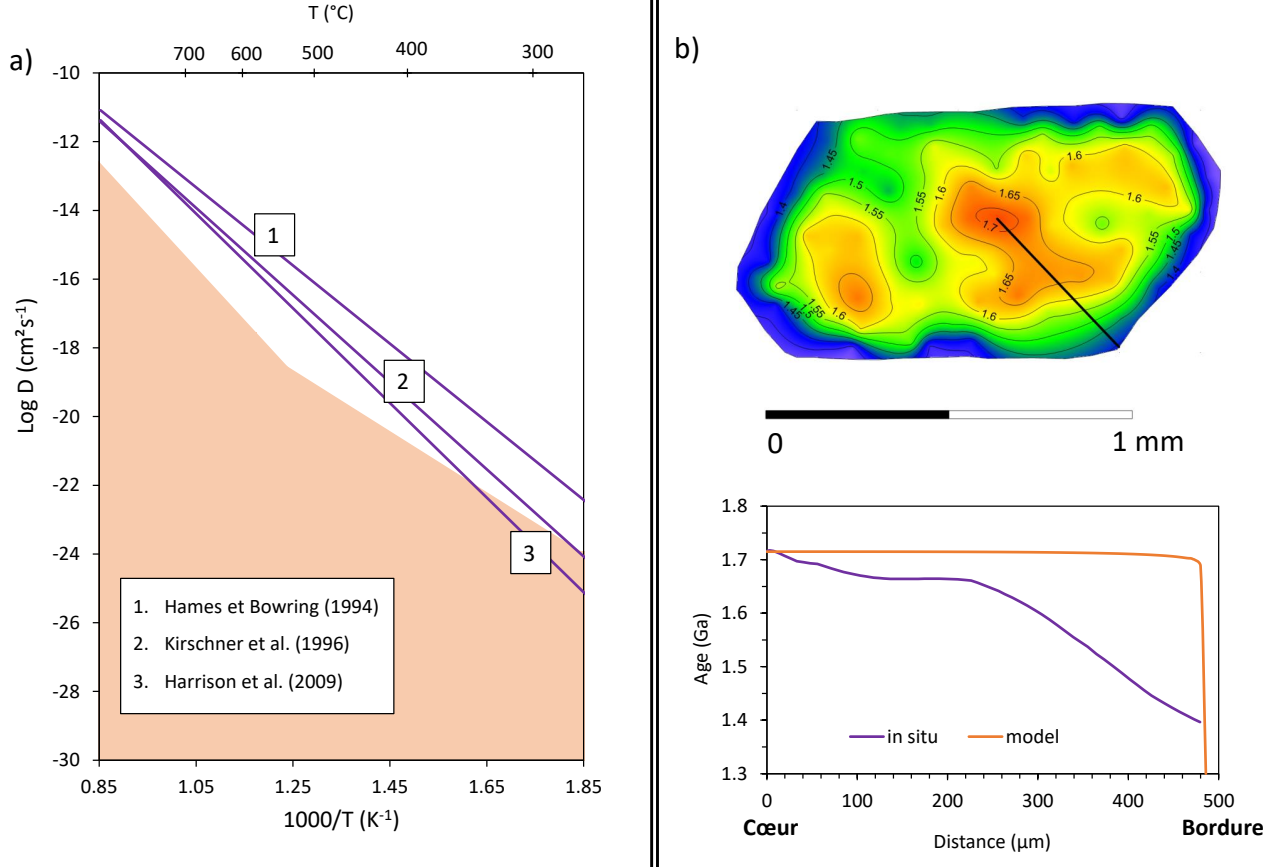 a)
T (°C)
700 600 500 400 300
-10
-12
-14
-16
-18
-20
-22
-24
-26
-28
-30
Log D (cm²s⁻¹)
1
2
3
1. Hames et Bowring (1994)
2. Kirschner et al. (1996)
3. Harrison et al. (2009)
0.85 1.05 1.25 1.45 1.65 1.85
1000/T (K⁻¹)
b)
1.45
1.6
1.5
1.6
1.65
1.6
1.4
1.55
1.55
1.7
1.5
1.55
1.45
1.4
1.65
1.55
1.5
1.45
1.6
1.6
0 1 mm
1.8
1.7
1.6
1.5
1.4
1.3
Age (Ga)
in situ model
0 100 200 300 400 500
Cœur Distance (µm) Bordure